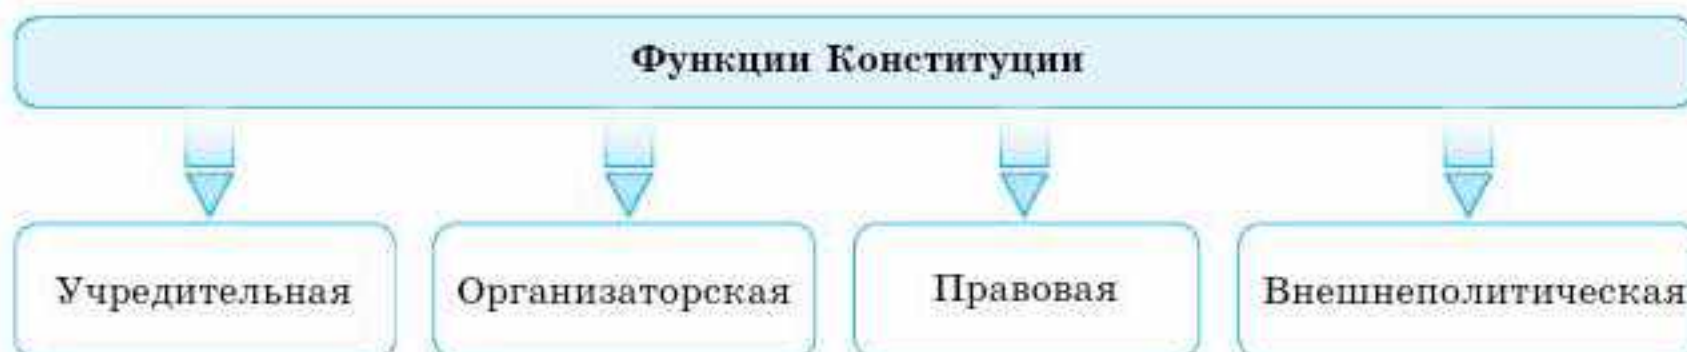 Функции Конституции
Учредительная
Организаторская
Правовая
Внешнеполитическая